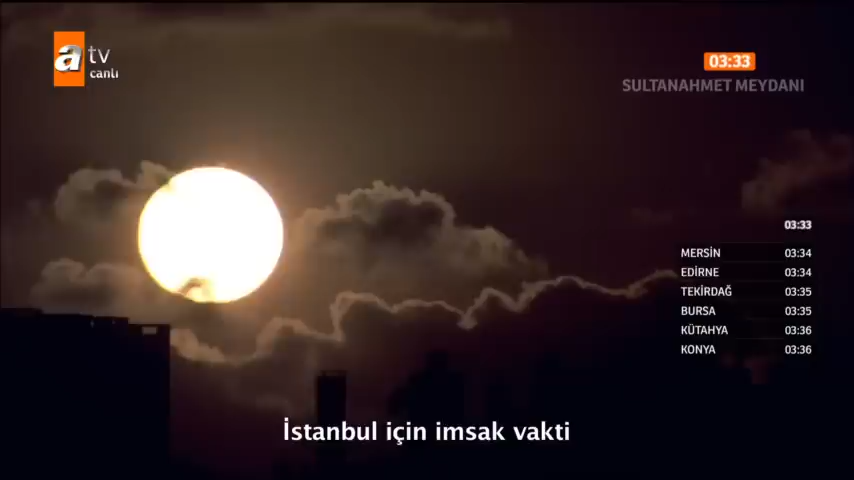 a tv
canlı
03:33
SULTANAHMET MEYDANI
03:33
MERSİN 03:34
EDİRNE 03:34
TEKİRDAĞ 03:35
BURSA 03:35
KÜTAHYA 03:36
KONYA 03:36
İstanbul için imsak vakti